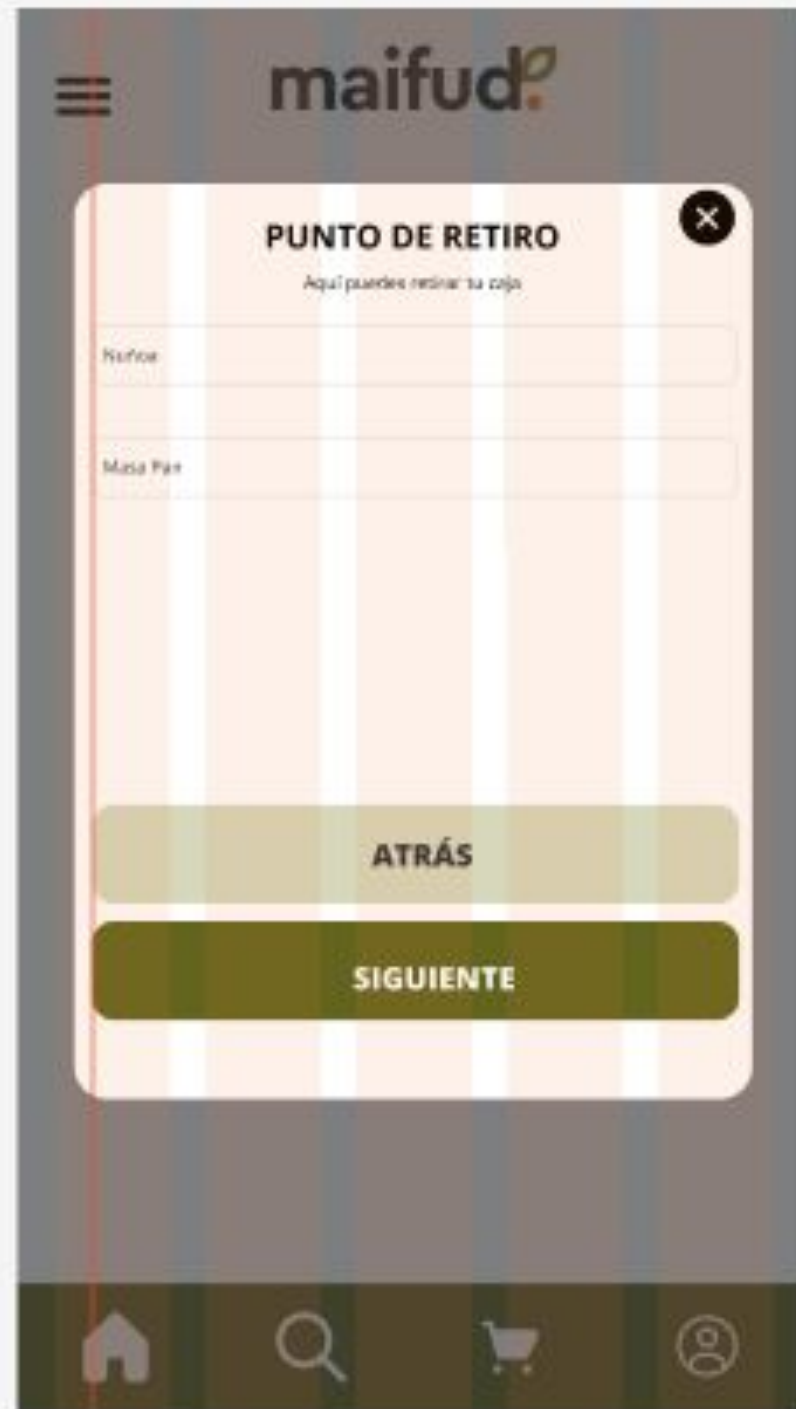 maifud.
PUNTO DE RETIRO
Aquí puedes retirar tu caja
Ñuñoa
Masa Pan
ATRÁS
SIGUIENTE